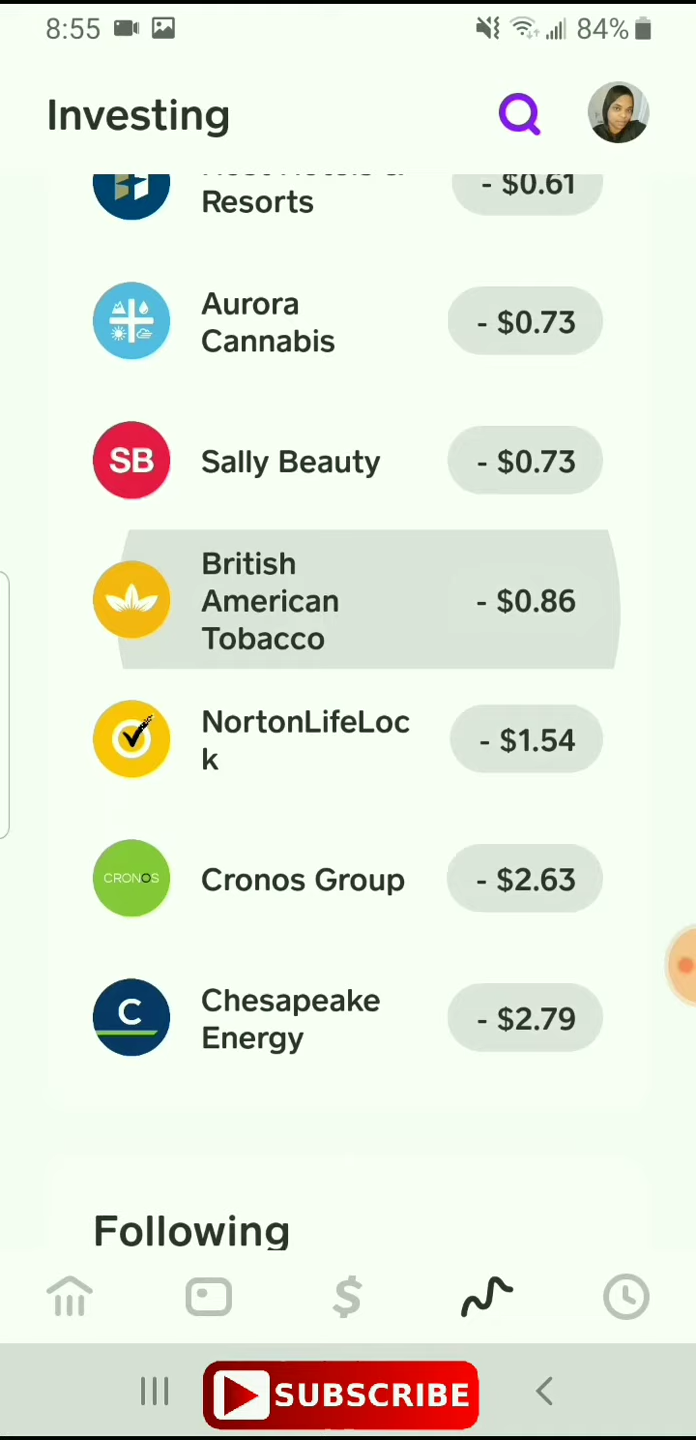 8:55
84%
Investing
Resorts
- $0.61
Aurora
Cannabis
- $0.73
SB
Sally Beauty
- $0.73
British
American
Tobacco
- $0.86
NortonLifeLoc
k
- $1.54
CRONOS
Cronos Group
- $2.63
C
Chesapeake
Energy
- $2.79
Following
$
SUBSCRIBE